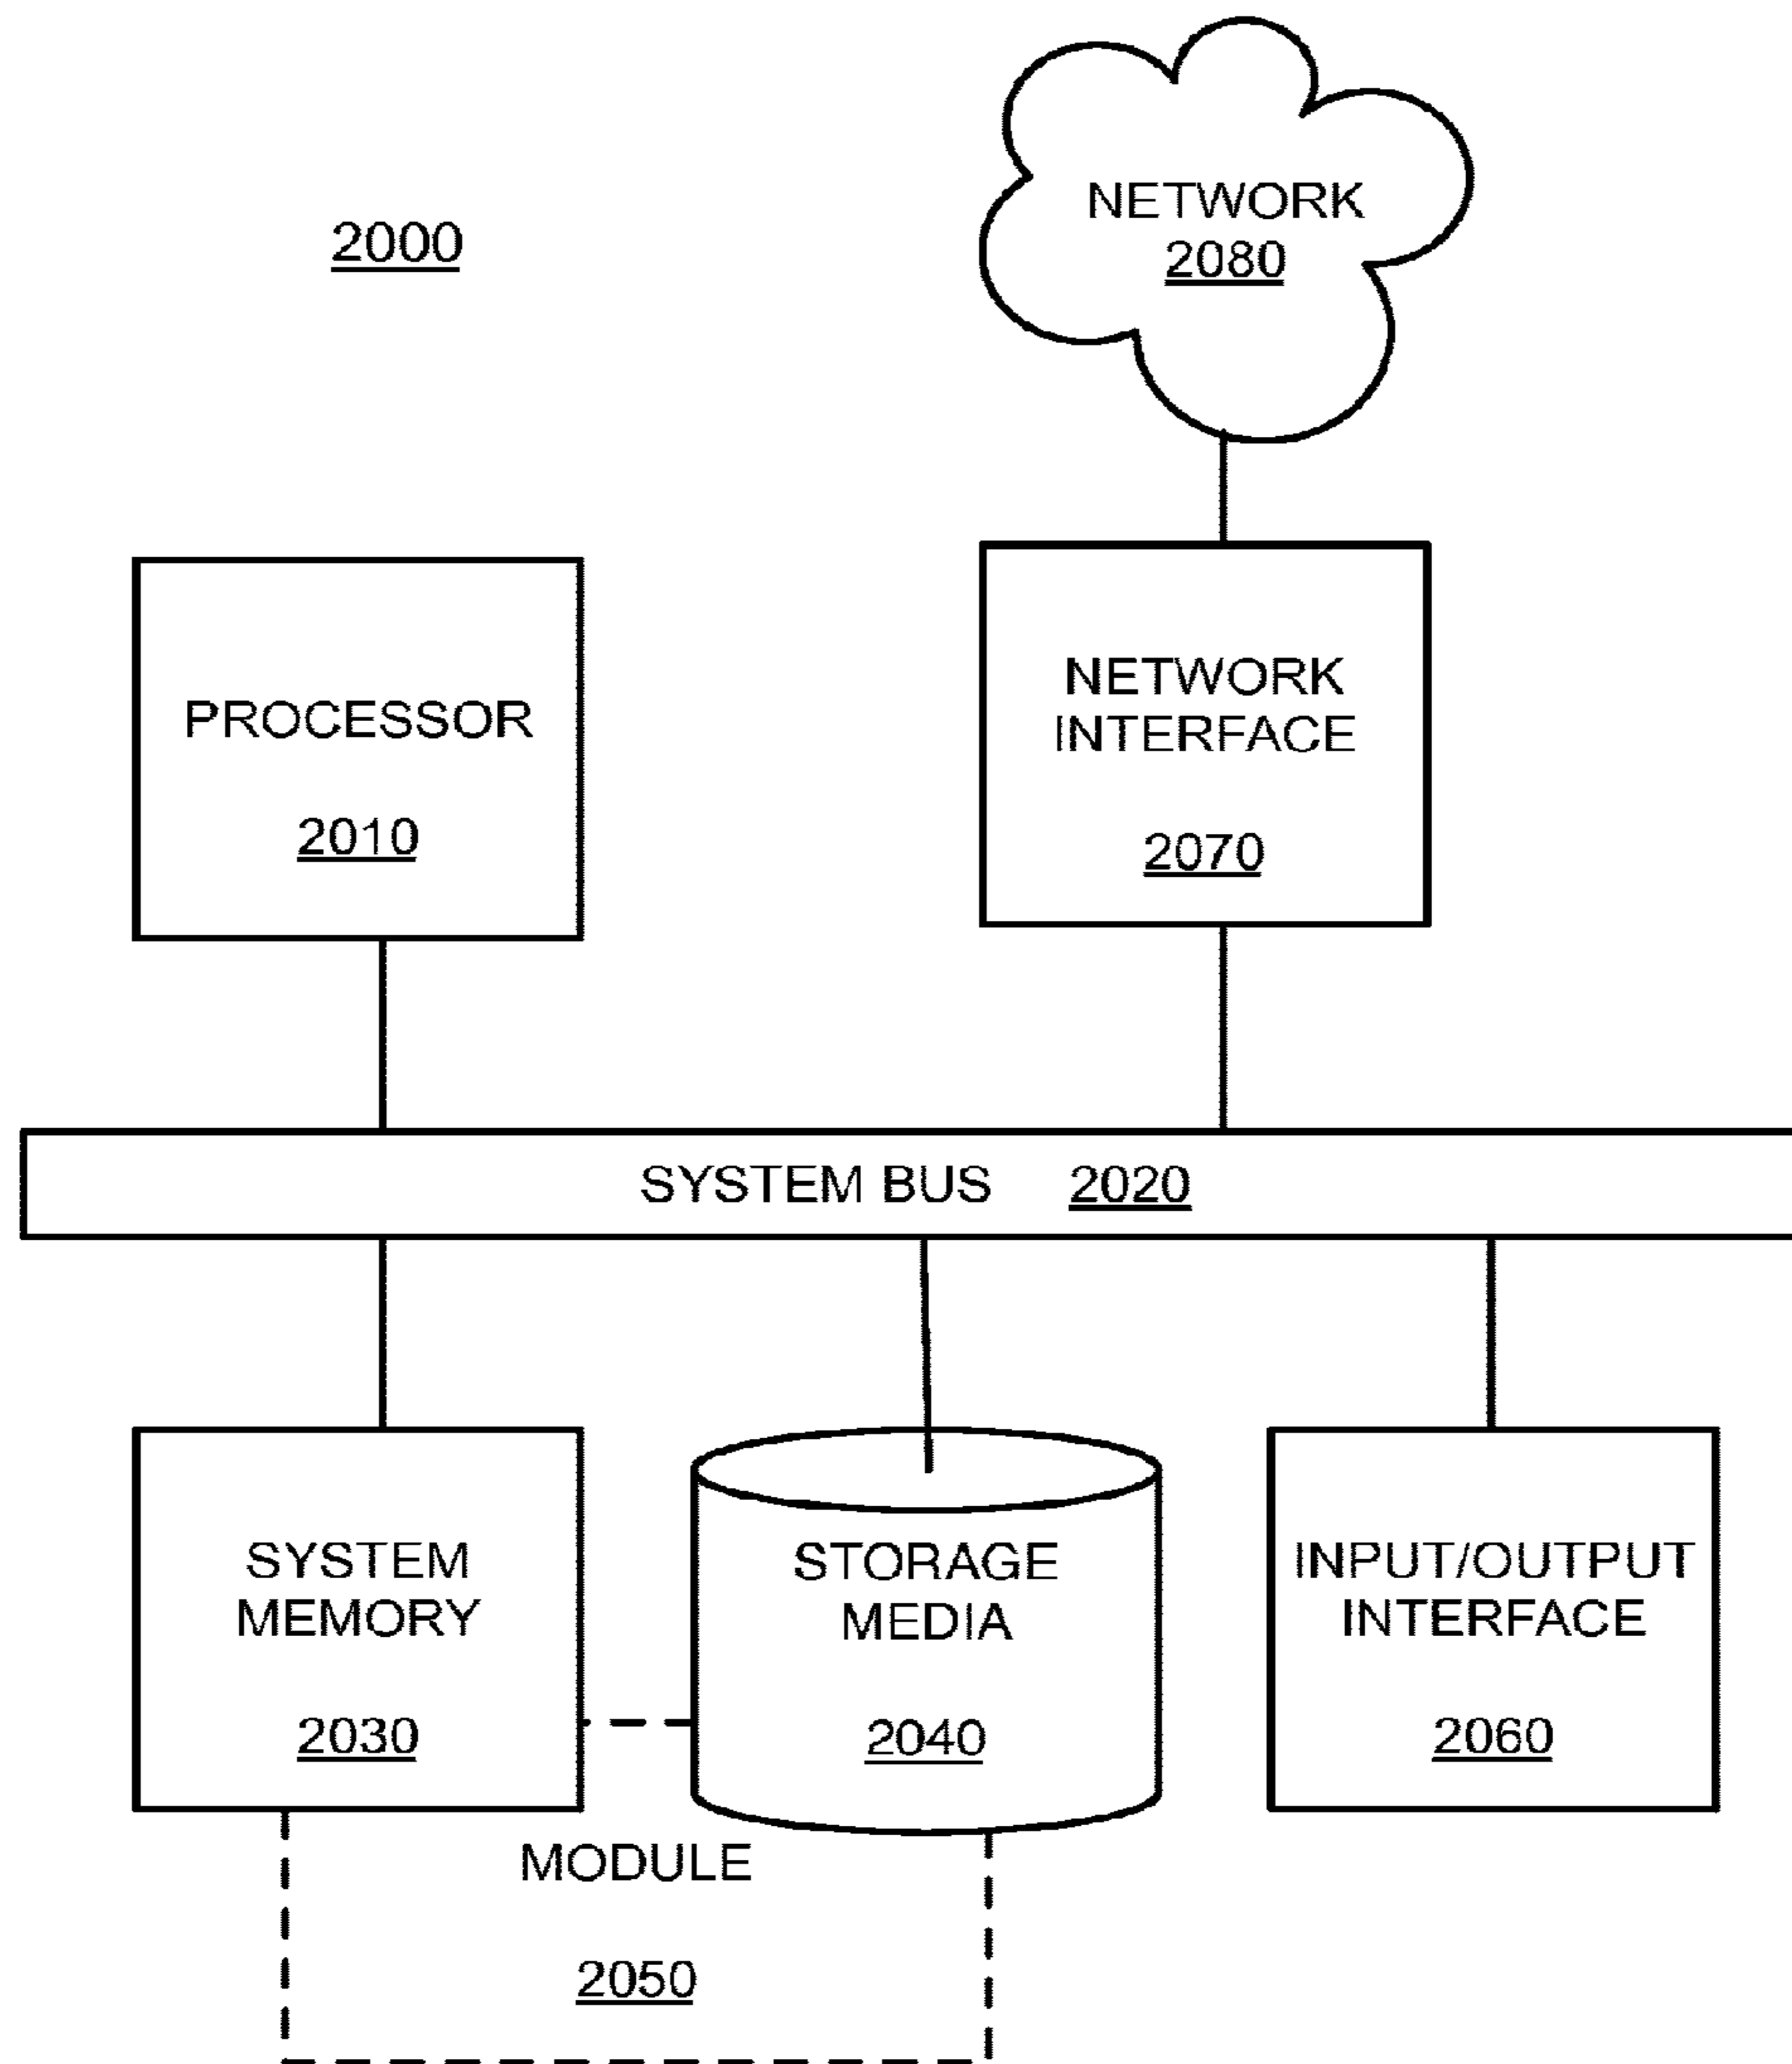 2000
NETWORK
2080
PROCESSOR
2010
NETWORK
INTERFACE
2070
SYSTEM BUS 2020
SYSTEM
MEMORY
2030
STORAGE
MEDIA
2040
INPUT/OUTPUT
INTERFACE
2060
MODULE
2050